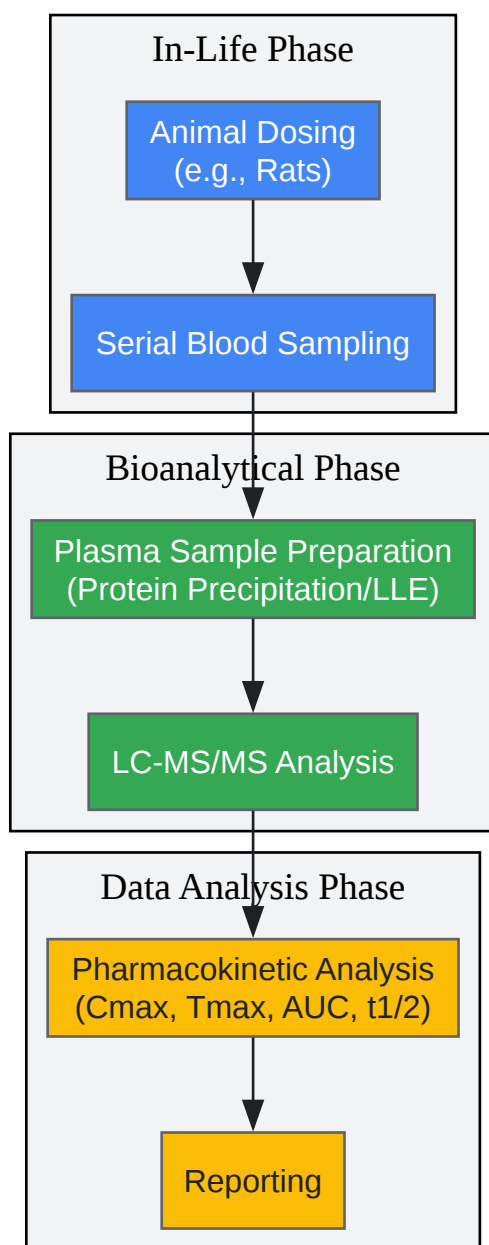 In-Life Phase
Animal Dosing
(e.g., Rats)
Serial Blood Sampling
Bioanalytical Phase
Plasma Sample Preparation
(Protein Precipitation/LLE)
LC-MS/MS Analysis
Data Analysis Phase
Pharmacokinetic Analysis
(Cmax, Tmax, AUC, t1/2)
Reporting